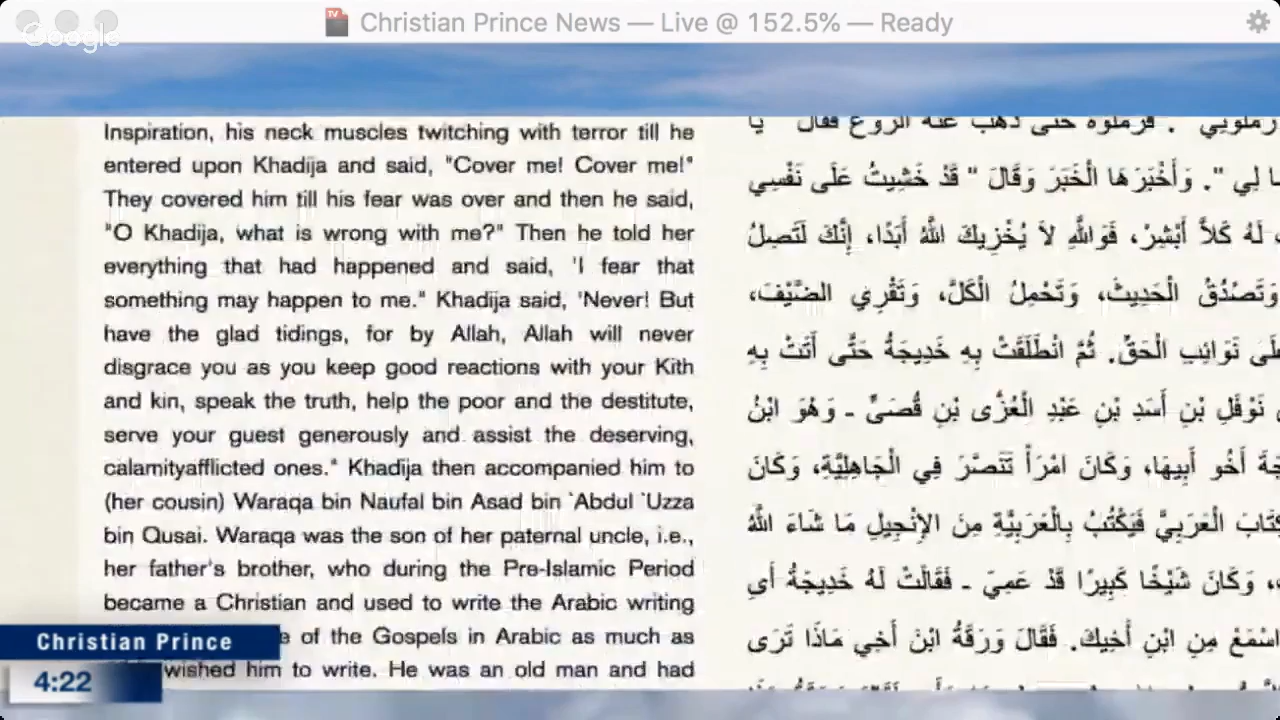 Google
TV
Christian Prince News — Live @ 152.5% — Ready
Inspiration, his neck muscles twitching with terror till he
entered upon Khadija and said, "Cover me! Cover me!"
They covered him till his fear was over and then he said,
"O Khadija, what is wrong with me?" Then he told her
everything that had happened and said, 'I fear that
something may happen to me." Khadija said, 'Never! But
have the glad tidings, for by Allah, Allah will never
disgrace you as you keep good reactions with your Kith
and kin, speak the truth, help the poor and the destitute,
serve your guest generously and assist the deserving,
calamityafflicted ones." Khadija then accompanied him to
(her cousin) Waraqa bin Naufal bin Asad bin `Abdul `Uzza
bin Qusai. Waraqa was the son of her paternal uncle, i.e.,
her father's brother, who during the Pre-Islamic Period
became a Christian and used to write the Arabic writing
of the Gospels in Arabic as much as
wished him to write. He was an old man and had
زملوني ". فزملوه حتى ذهب عنه الروع فقال " يا
لِي ". وَأَخْبَرَهَا الْخَبَرَ وَقَالَ " قَدْ خَشِيتُ عَلَى نَفْسِي
لَهُ كَلاَّ أَبْشِرْ، فَوَاللَّهِ لاَ يُخْزِيكَ اللَّهُ أَبَدًا، إِنَّكَ لَتَصِلُ
وَتَصْدُقُ الْحَدِيثَ، وَتَحْمِلُ الْكَلَّ، وَتَقْرِي الضَّيْفَ،
نَوَائِبِ الْحَقِّ. ثُمَّ انْطَلَقَتْ بِهِ خَدِيجَةُ حَتَّى أَتَتْ بِهِ
نَوْفَلِ بْنِ أَسَدِ بْنِ عَبْدِ الْعُزَّى بْنِ قُصَىٍّ ـ وَهُوَ ابْنُ
أَخُو أَبِيهَا، وَكَانَ امْرَأً تَنَصَّرَ فِي الْجَاهِلِيَّةِ، وَكَانَ
الْعَرَبِيَّ فَيَكْتُبُ بِالْعَرَبِيَّةِ مِنَ الإِنْجِيلِ مَا شَاءَ اللَّهُ
وَكَانَ شَيْخًا كَبِيرًا قَدْ عَمِيَ ـ فَقَالَتْ لَهُ خَدِيجَةُ أَىِ
اسْمَعْ مِنِ ابْنِ أَخِيكَ. فَقَالَ وَرَقَةُ ابْنَ أَخِي مَاذَا تَرَى
Christian Prince
4:22